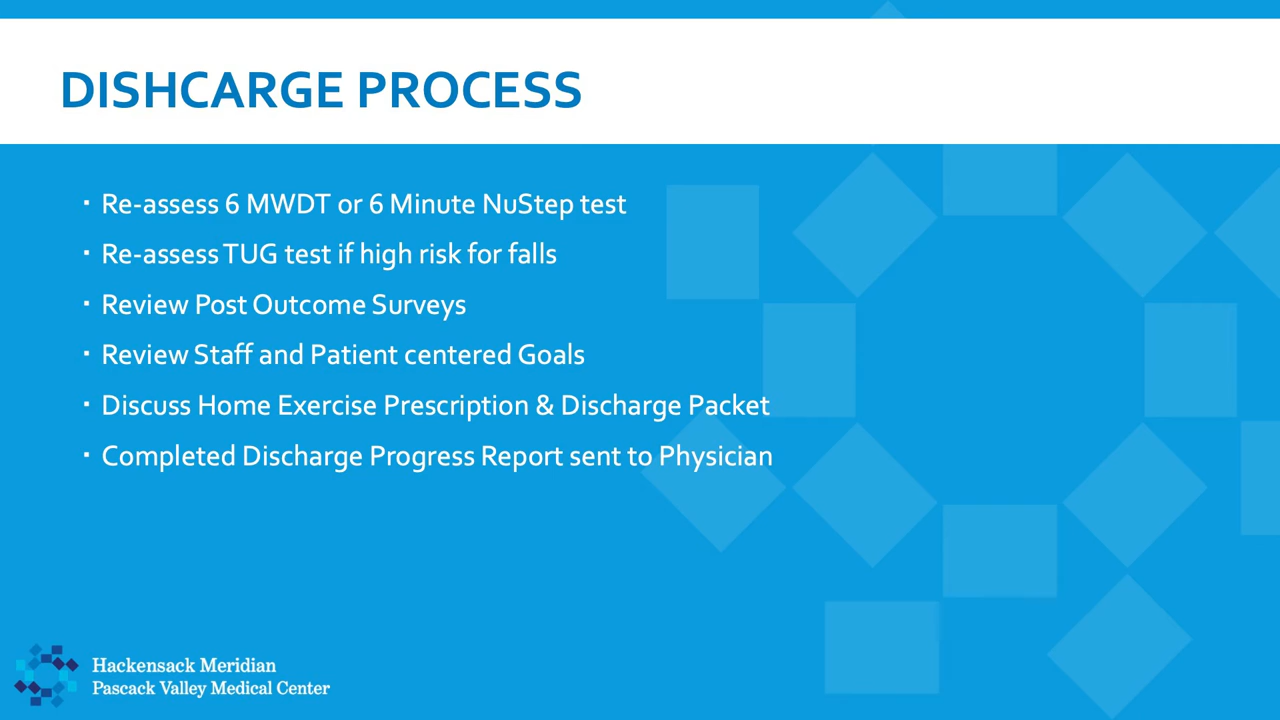 DISHCARGE PROCESS
▪ Re-assess 6 MWDT or 6 Minute NuStep test
▪ Re-assess TUG test if high risk for falls
▪ Review Post Outcome Surveys
▪ Review Staff and Patient centered Goals
▪ Discuss Home Exercise Prescription & Discharge Packet
▪ Completed Discharge Progress Report sent to Physician
Hackensack Meridian
Pascack Valley Medical Center